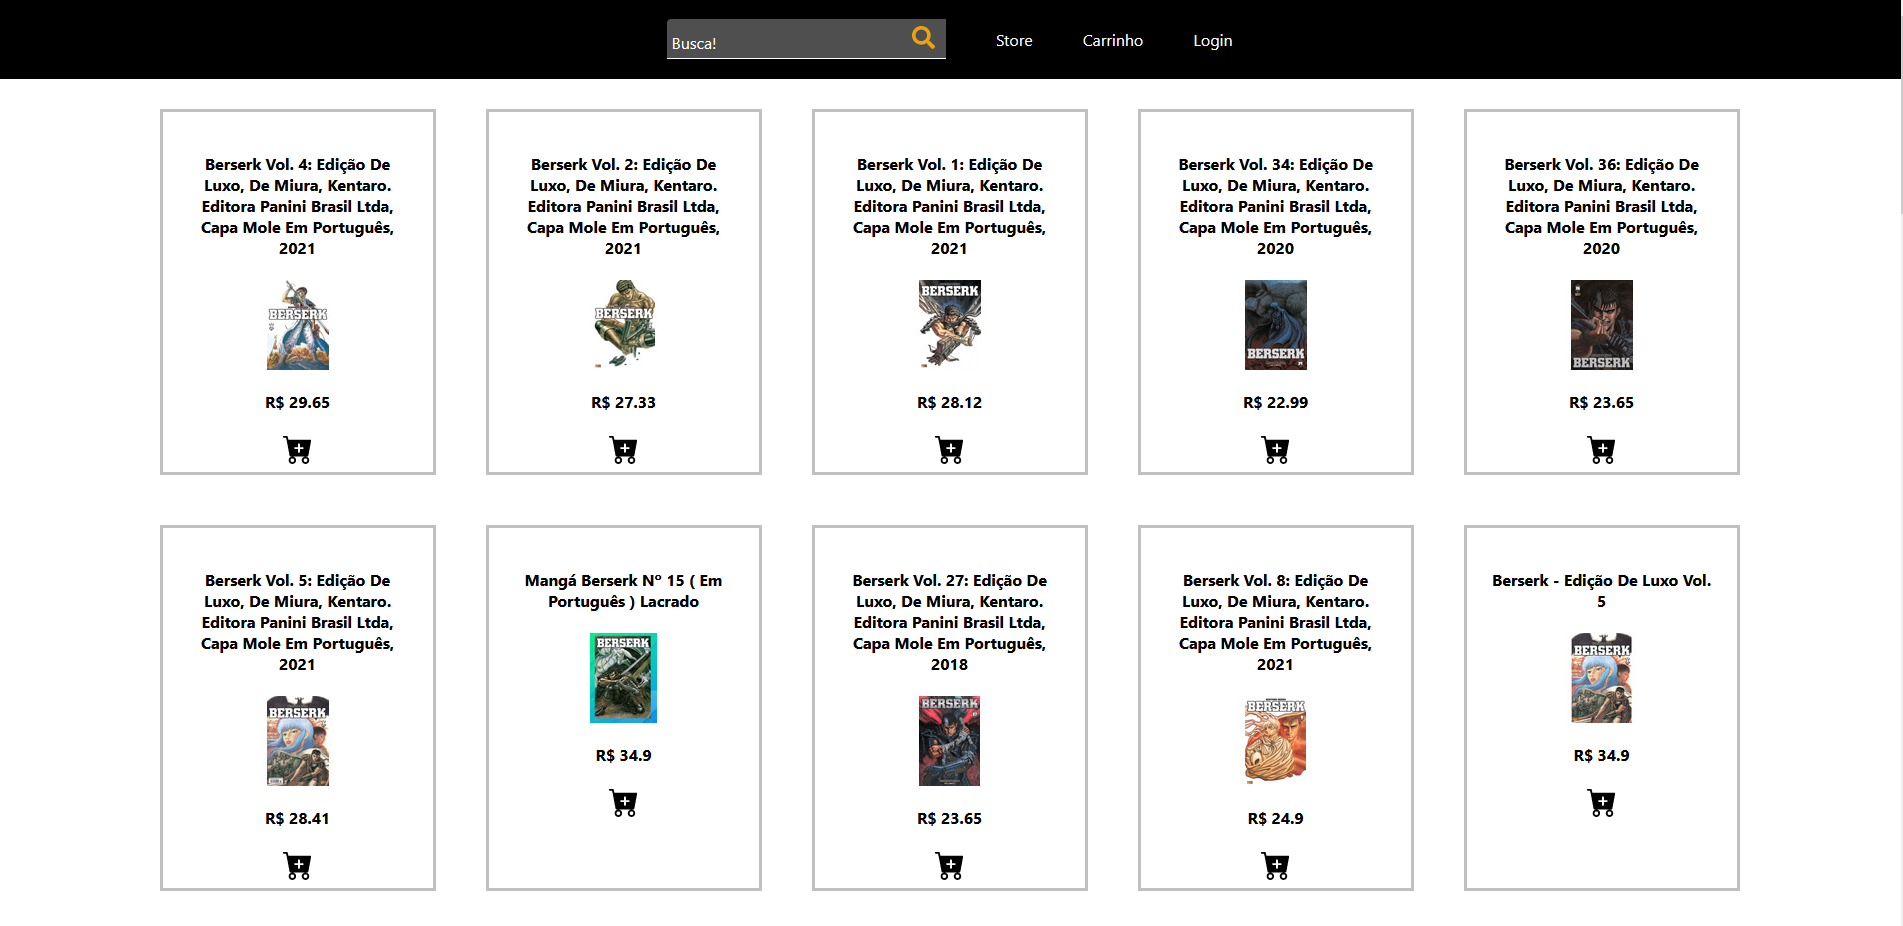 Busca!
Store
Carrinho
Login
Berserk Vol. 4: Edição De
Luxo, De Miura, Kentaro.
Editora Panini Brasil Ltda,
Capa Mole Em Português,
2021
BERSERK
R$ 29.65
Berserk Vol. 2: Edição De
Luxo, De Miura, Kentaro.
Editora Panini Brasil Ltda,
Capa Mole Em Português,
2021
BERSERK
R$ 27.33
Berserk Vol. 1: Edição De
Luxo, De Miura, Kentaro.
Editora Panini Brasil Ltda,
Capa Mole Em Português,
2021
BERSERK
R$ 28.12
Berserk Vol. 34: Edição De
Luxo, De Miura, Kentaro.
Editora Panini Brasil Ltda,
Capa Mole Em Português,
2020
BERSERK
R$ 22.99
Berserk Vol. 36: Edição De
Luxo, De Miura, Kentaro.
Editora Panini Brasil Ltda,
Capa Mole Em Português,
2020
BERSERK
R$ 23.65
Berserk Vol. 5: Edição De
Luxo, De Miura, Kentaro.
Editora Panini Brasil Ltda,
Capa Mole Em Português,
2021
BERSERK
R$ 28.41
Mangá Berserk Nº 15 ( Em
Português ) Lacrado
BERSERK
R$ 34.9
Berserk Vol. 27: Edição De
Luxo, De Miura, Kentaro.
Editora Panini Brasil Ltda,
Capa Mole Em Português,
2018
BERSERK
R$ 23.65
Berserk Vol. 8: Edição De
Luxo, De Miura, Kentaro.
Editora Panini Brasil Ltda,
Capa Mole Em Português,
2021
BERSERK
R$ 24.9
Berserk - Edição De Luxo Vol.
5
BERSERK
R$ 34.9